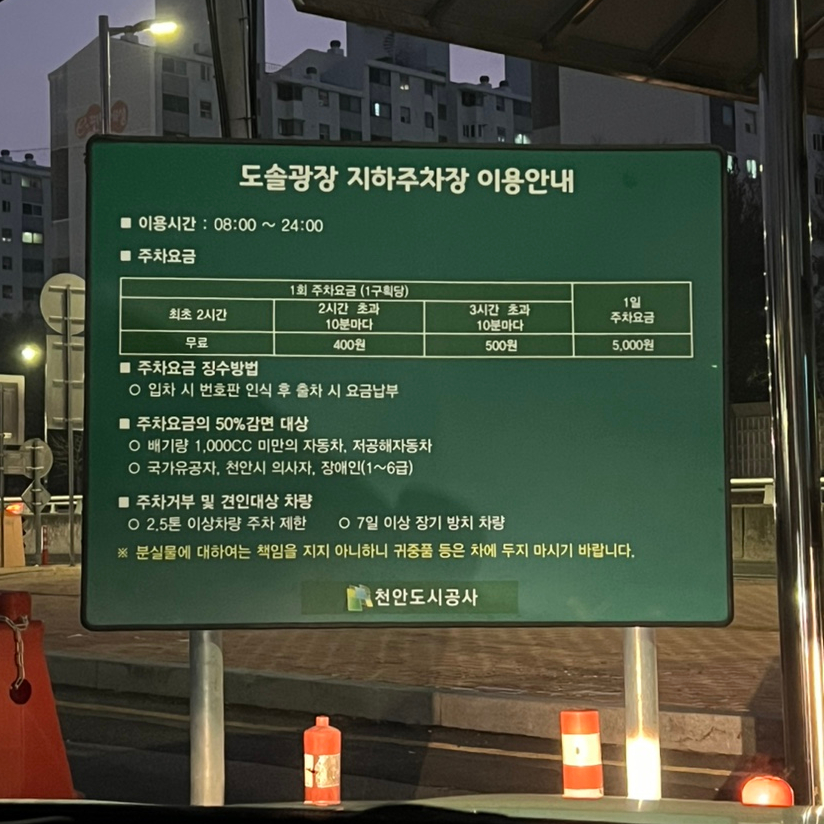 도솔광장 지하주차장 이용안내
■ 이용시간 : 08:00 ~ 24:00
■ 주차요금
1회 주차요금 (1구획당)
1일
주차요금
최초 2시간
2시간 초과
10분마다
3시간 초과
10분마다
무료
400원
500원
5,000원
■ 주차요금 징수방법
○ 입차 시 번호판 인식 후 출차 시 요금납부
■ 주차요금의 50%감면 대상
○ 배기량 1,000CC 미만의 자동차, 저공해자동차
○ 국가유공자, 천안시 의사자, 장애인(1~6급)
■ 주차거부 및 견인대상 차량
○ 2.5톤 이상차량 주차 제한 ○ 7일 이상 장기 방치 차량
※ 분실물에 대하여는 책임을 지지 아니하니 귀중품 등은 차에 두지 마시기 바랍니다.
천안도시공사